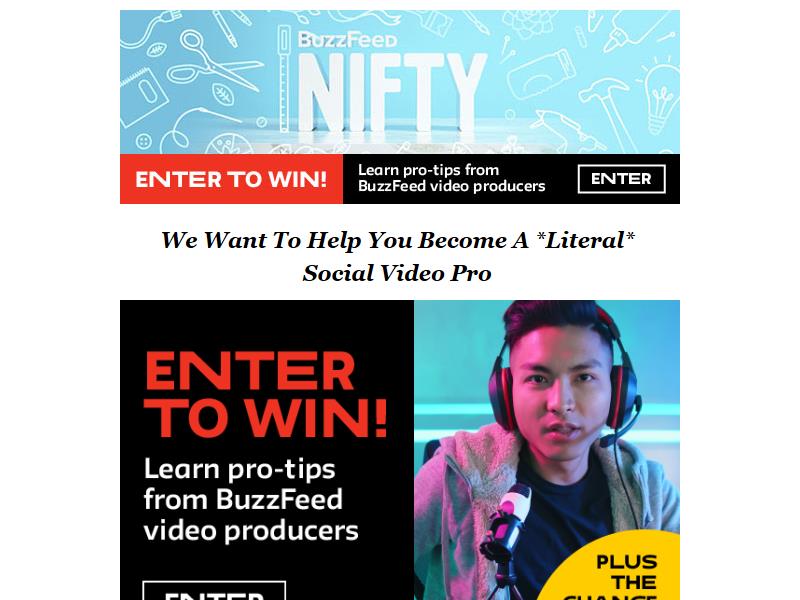 BuzzFeed
NIFTY
ENTER TO WIN!
Learn pro-tips from
BuzzFeed video producers
ENTER
We Want To Help You Become A *Literal*
Social Video Pro
ENTER
TO WIN!
Learn pro-tips
from BuzzFeed
video producers
ENTER
PLUS
THE
CHANCE